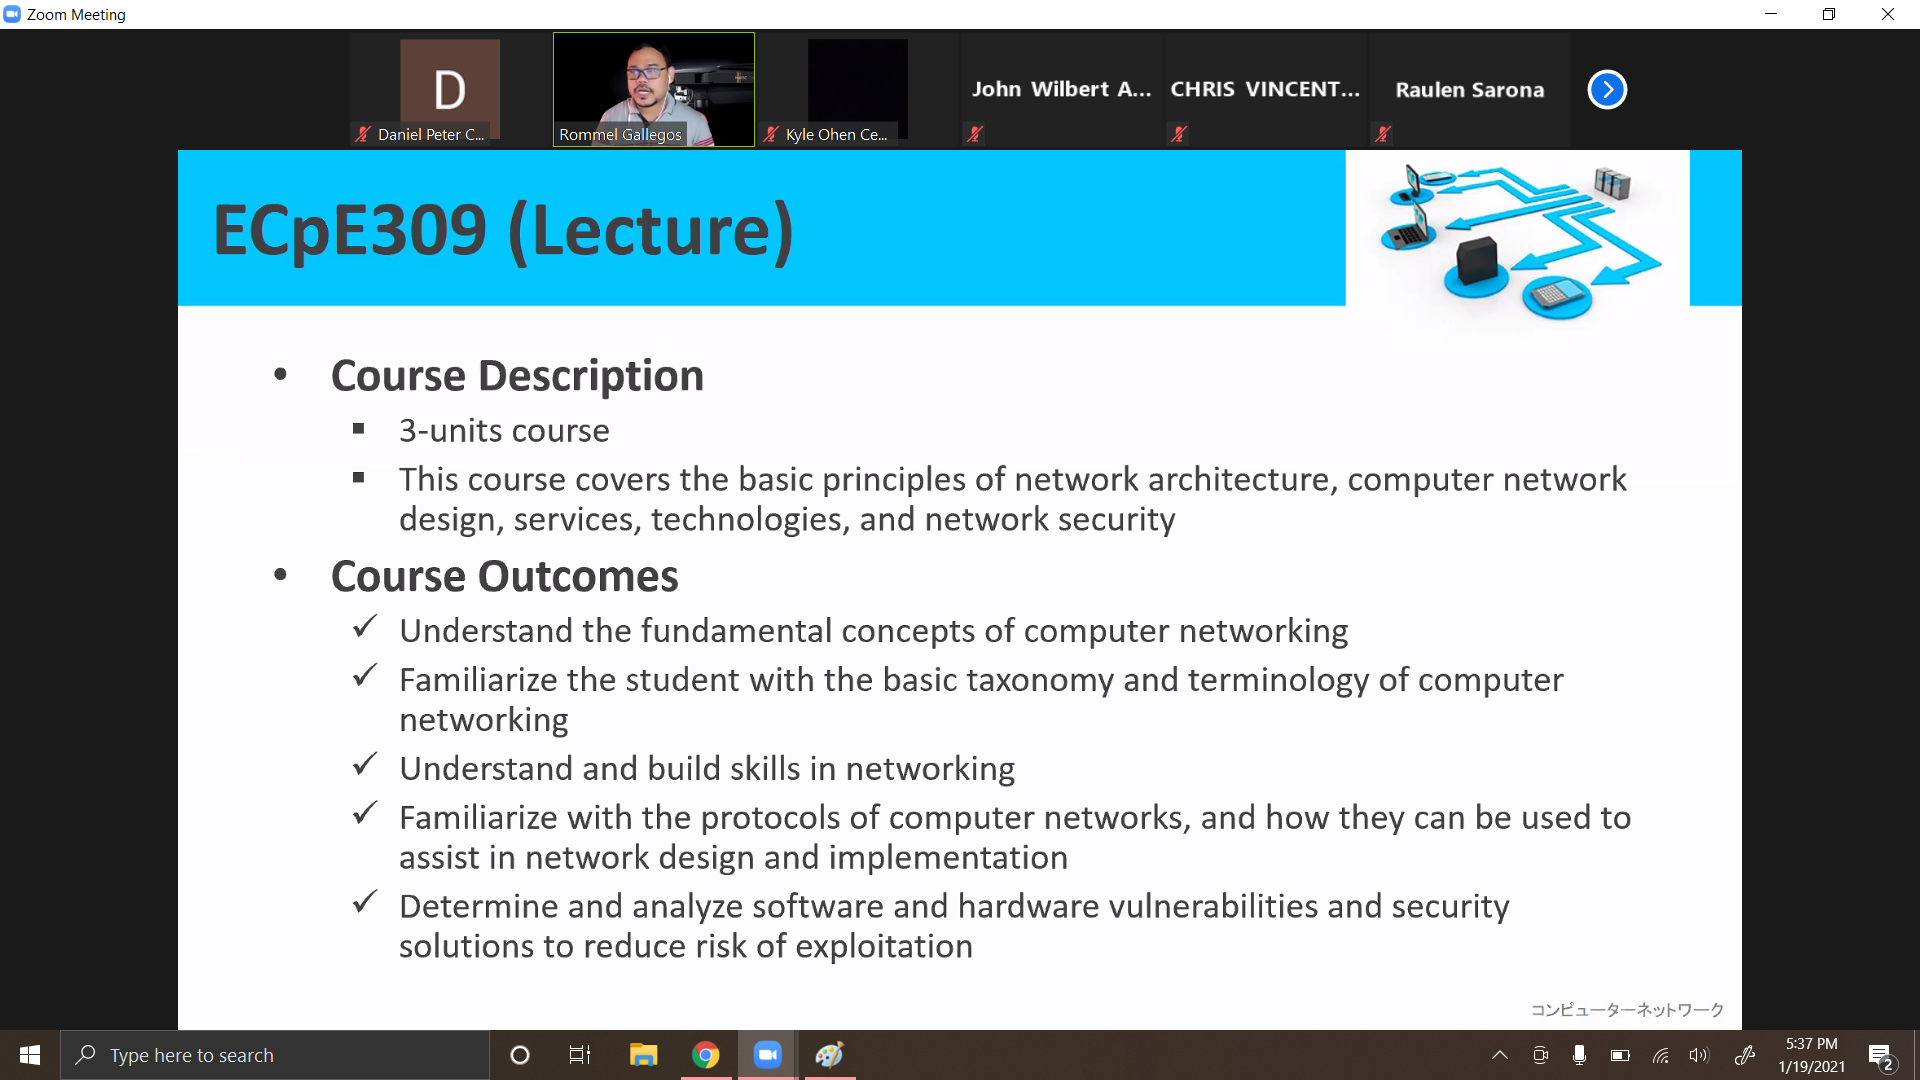 Zoom Meeting
D
Daniel Peter C...
Rommel Gallegos
Kyle Ohen Ce...
John Wilbert A...
CHRIS VINCENT...
Raulen Sarona
ECpE309 (Lecture)
• Course Description
▪ 3-units course
▪ This course covers the basic principles of network architecture, computer network
design, services, technologies, and network security
• Course Outcomes
✓ Understand the fundamental concepts of computer networking
✓ Familiarize the student with the basic taxonomy and terminology of computer
networking
✓ Understand and build skills in networking
✓ Familiarize with the protocols of computer networks, and how they can be used to
assist in network design and implementation
✓ Determine and analyze software and hardware vulnerabilities and security
solutions to reduce risk of exploitation
コンピューターネットワーク
Type here to search
5:37 PM
1/19/2021
2